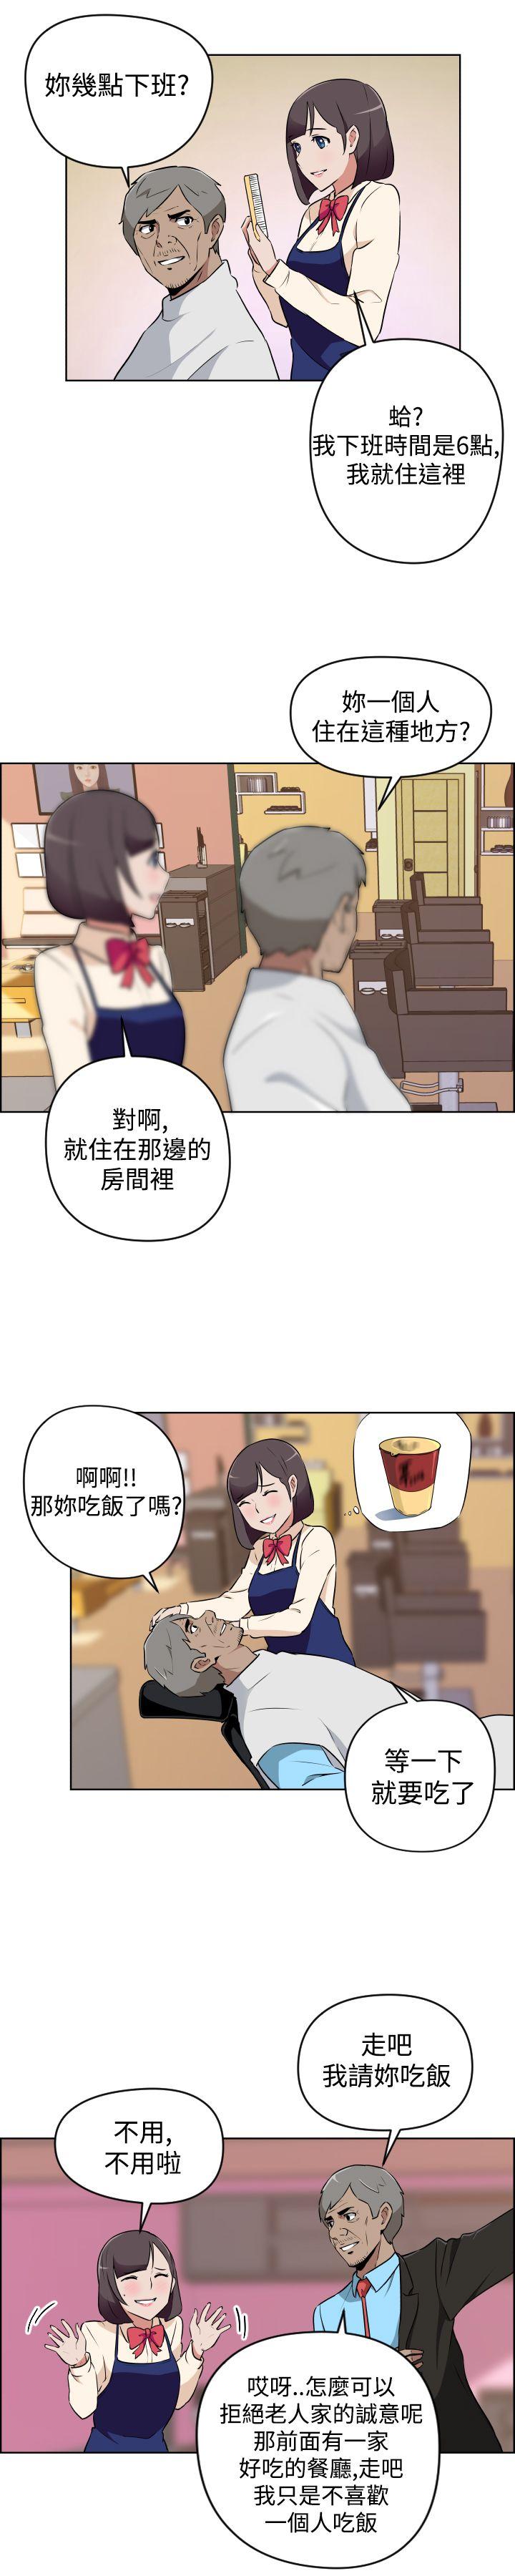 妳幾點下班?
蛤?
我下班時間是6點,
我就住這裡
妳一個人
住在這種地方?
對啊,
就住在那邊的
房間裡
啊啊!!
那妳吃飯了嗎?
等一下
就要吃了
走吧
我請妳吃飯
不用,
不用啦
哎呀..怎麼可以
拒絕老人家的誠意呢
那前面有一家
好吃的餐廳,走吧
我只是不喜歡
一個人吃飯